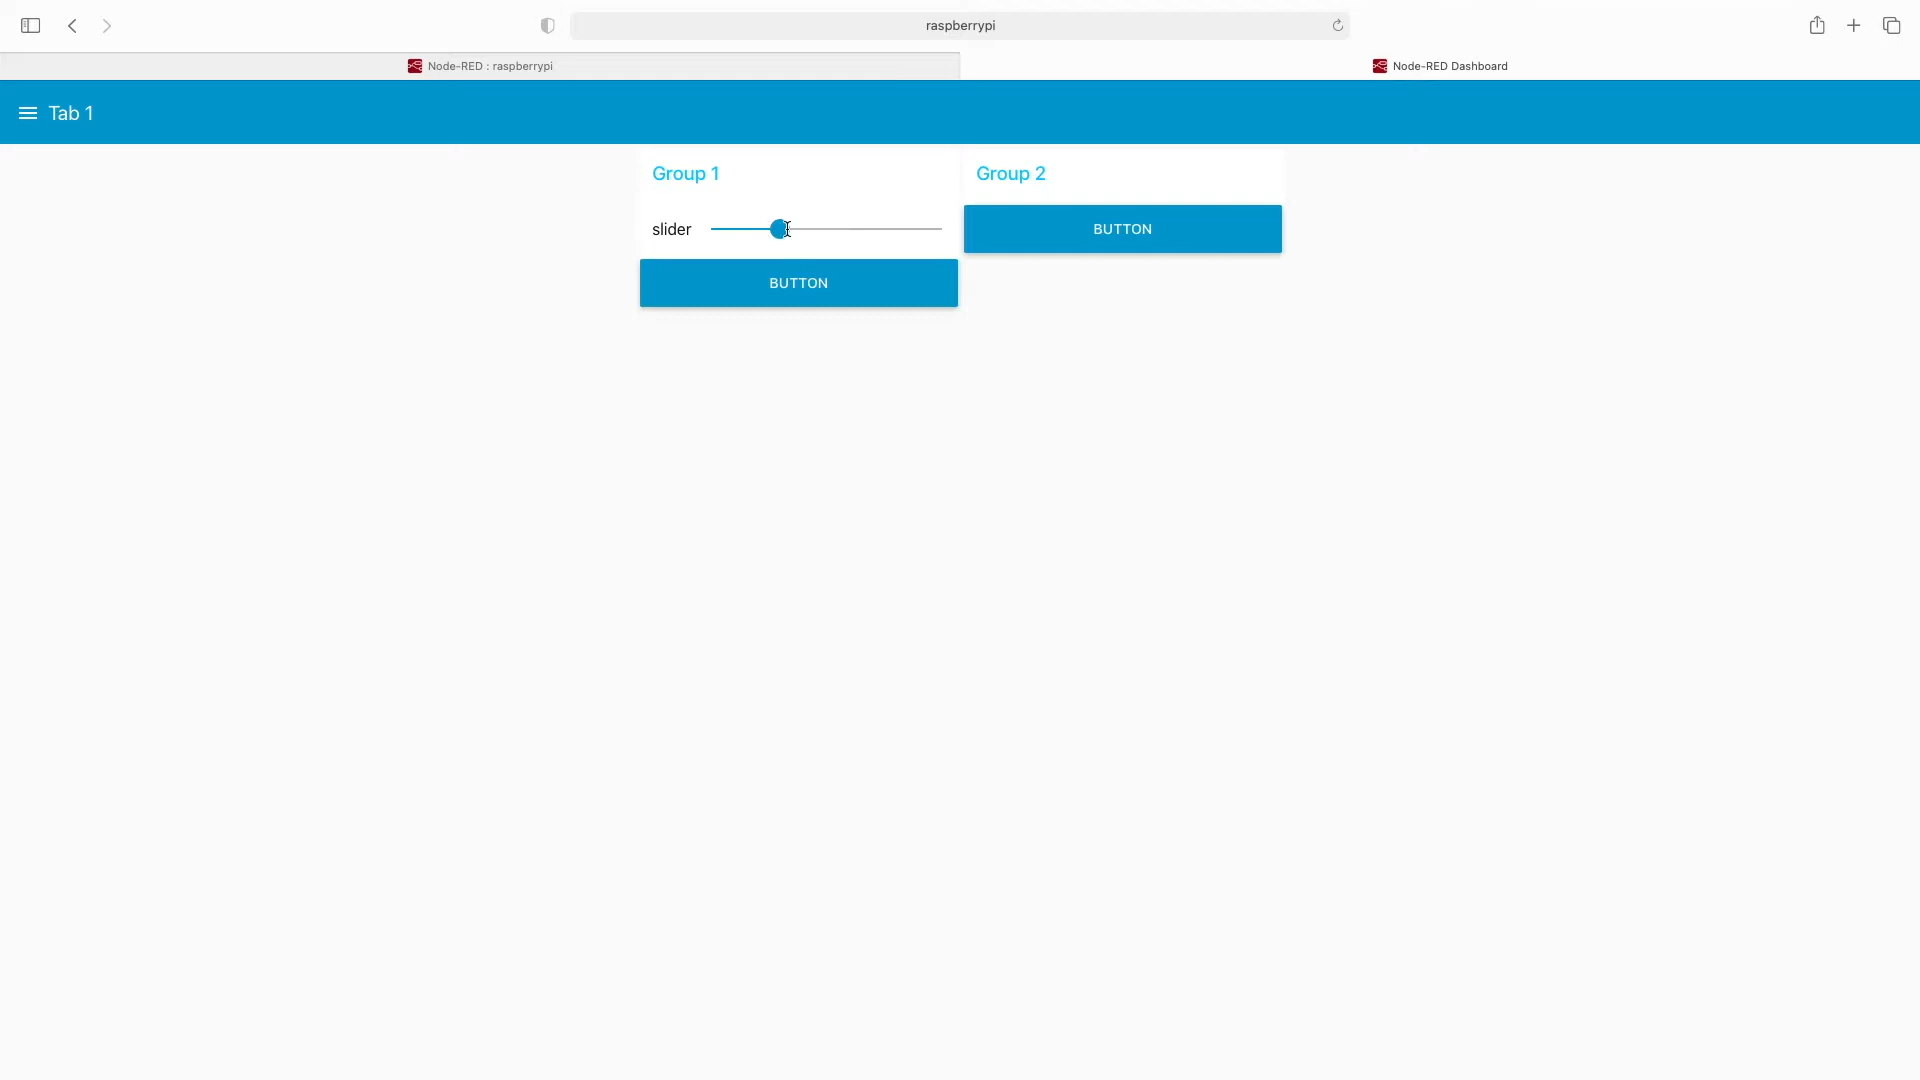 raspberrypi
Node-RED : raspberrypi
Node-RED Dashboard
Tab 1
Group 1
Group 2
slider
BUTTON
BUTTON